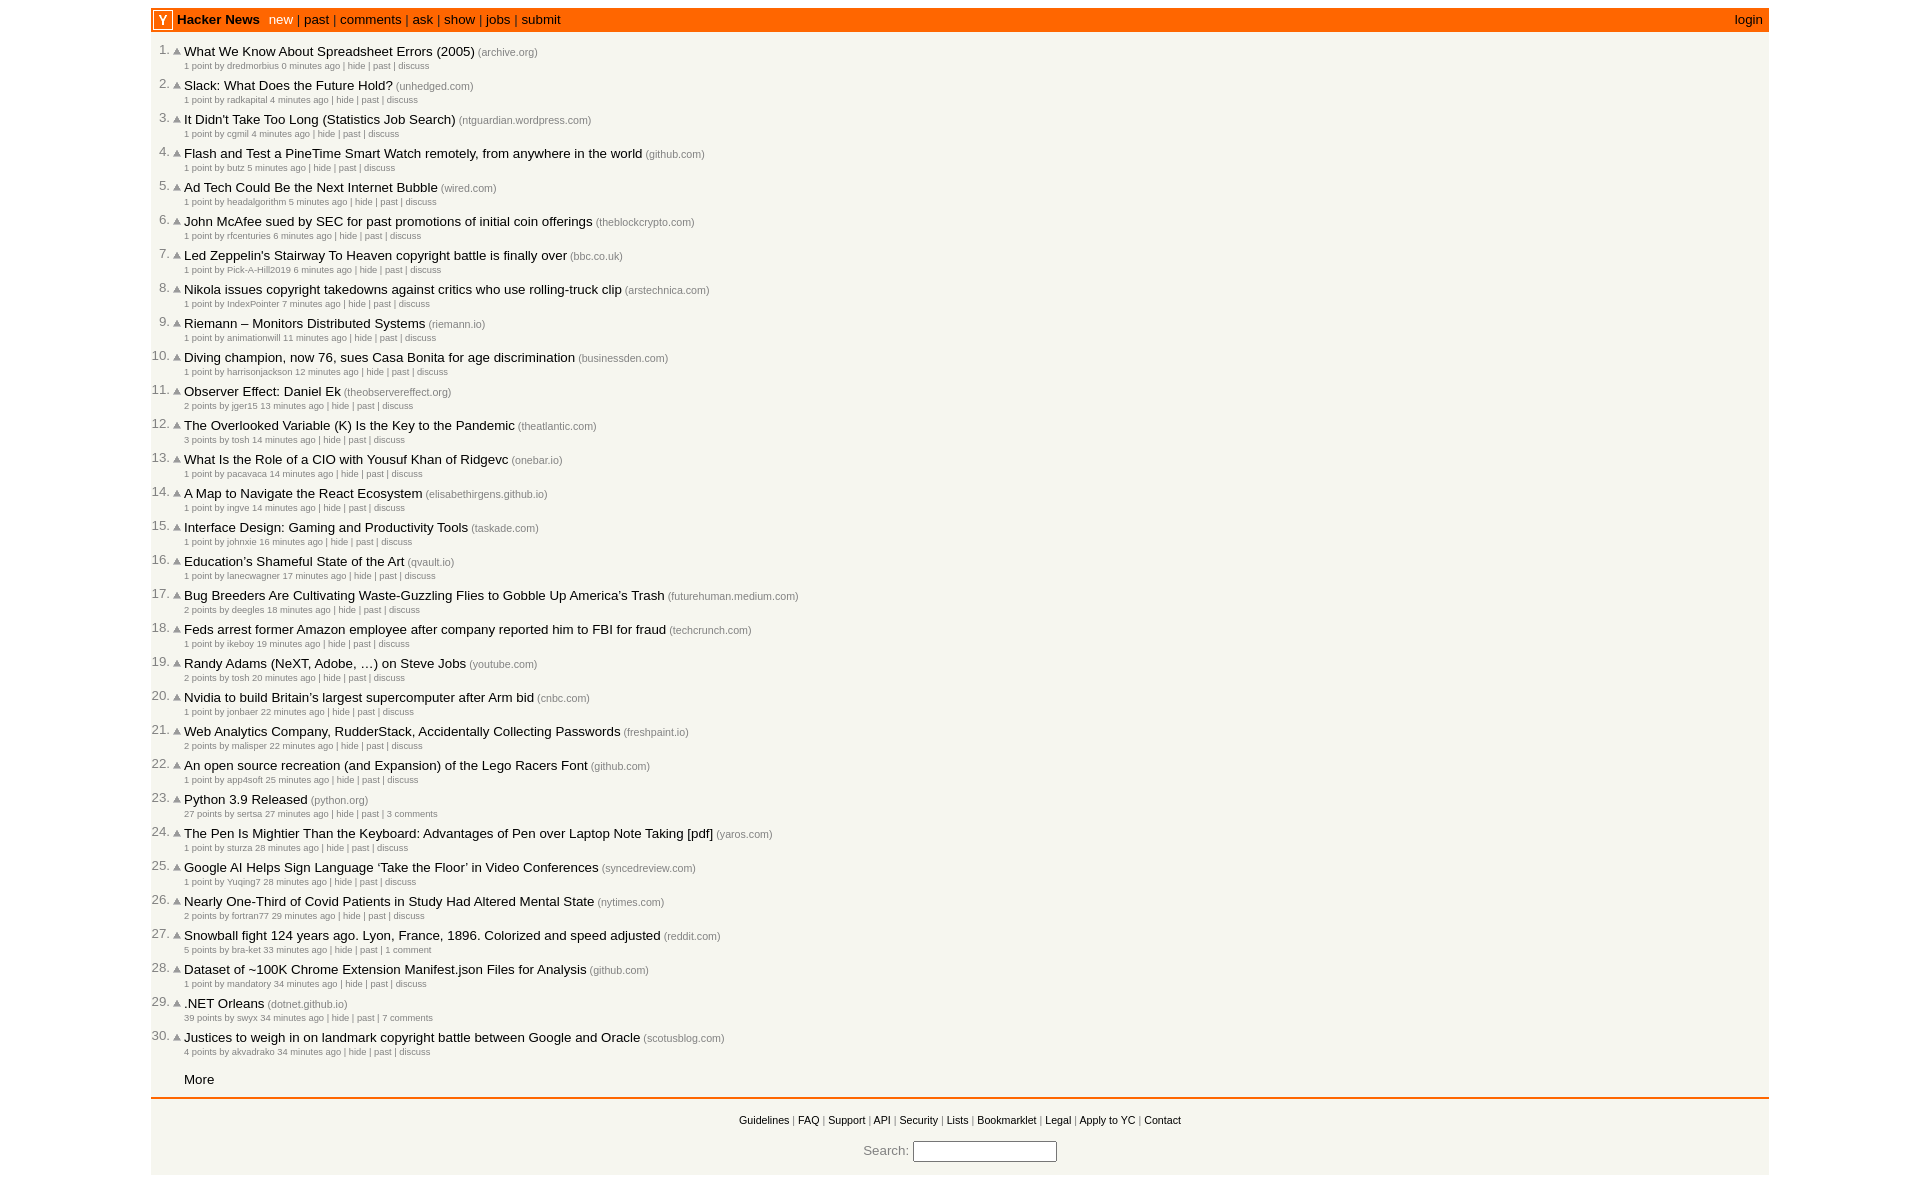 Y Hacker News new | past | comments | ask | show | jobs | submit login
1. What We Know About Spreadsheet Errors (2005) (archive.org)
1 point by dredmorbius 0 minutes ago | hide | past | discuss
2. Slack: What Does the Future Hold? (unhedged.com)
1 point by radkapital 4 minutes ago | hide | past | discuss
3. It Didn't Take Too Long (Statistics Job Search) (ntguardian.wordpress.com)
1 point by cgmil 4 minutes ago | hide | past | discuss
4. Flash and Test a PineTime Smart Watch remotely, from anywhere in the world (github.com)
1 point by butz 5 minutes ago | hide | past | discuss
5. Ad Tech Could Be the Next Internet Bubble (wired.com)
1 point by headalgorithm 5 minutes ago | hide | past | discuss
6. John McAfee sued by SEC for past promotions of initial coin offerings (theblockcrypto.com)
1 point by rfcenturies 6 minutes ago | hide | past | discuss
7. Led Zeppelin's Stairway To Heaven copyright battle is finally over (bbc.co.uk)
1 point by Pick-A-Hill2019 6 minutes ago | hide | past | discuss
8. Nikola issues copyright takedowns against critics who use rolling-truck clip (arstechnica.com)
1 point by IndexPointer 7 minutes ago | hide | past | discuss
9. Riemann – Monitors Distributed Systems (riemann.io)
1 point by animationwill 11 minutes ago | hide | past | discuss
10. Diving champion, now 76, sues Casa Bonita for age discrimination (businessden.com)
1 point by harrisonjackson 12 minutes ago | hide | past | discuss
11. Observer Effect: Daniel Ek (theobservereffect.org)
2 points by jger15 13 minutes ago | hide | past | discuss
12. The Overlooked Variable (K) Is the Key to the Pandemic (theatlantic.com)
3 points by tosh 14 minutes ago | hide | past | discuss
13. What Is the Role of a CIO with Yousuf Khan of Ridgevc (onebar.io)
1 point by pacavaca 14 minutes ago | hide | past | discuss
14. A Map to Navigate the React Ecosystem (elisabethirgens.github.io)
1 point by ingve 14 minutes ago | hide | past | discuss
15. Interface Design: Gaming and Productivity Tools (taskade.com)
1 point by johnxie 16 minutes ago | hide | past | discuss
16. Education’s Shameful State of the Art (qvault.io)
1 point by lanecwagner 17 minutes ago | hide | past | discuss
17. Bug Breeders Are Cultivating Waste-Guzzling Flies to Gobble Up America’s Trash (futurehuman.medium.com)
2 points by deegles 18 minutes ago | hide | past | discuss
18. Feds arrest former Amazon employee after company reported him to FBI for fraud (techcrunch.com)
1 point by ikeboy 19 minutes ago | hide | past | discuss
19. Randy Adams (NeXT, Adobe, …) on Steve Jobs (youtube.com)
2 points by tosh 20 minutes ago | hide | past | discuss
20. Nvidia to build Britain’s largest supercomputer after Arm bid (cnbc.com)
1 point by jonbaer 22 minutes ago | hide | past | discuss
21. Web Analytics Company, RudderStack, Accidentally Collecting Passwords (freshpaint.io)
2 points by malisper 22 minutes ago | hide | past | discuss
22. An open source recreation (and Expansion) of the Lego Racers Font (github.com)
1 point by app4soft 25 minutes ago | hide | past | discuss
23. Python 3.9 Released (python.org)
27 points by sertsa 27 minutes ago | hide | past | 3 comments
24. The Pen Is Mightier Than the Keyboard: Advantages of Pen over Laptop Note Taking [pdf] (yaros.com)
1 point by sturza 28 minutes ago | hide | past | discuss
25. Google AI Helps Sign Language ‘Take the Floor’ in Video Conferences (syncedreview.com)
1 point by Yuqing7 28 minutes ago | hide | past | discuss
26. Nearly One-Third of Covid Patients in Study Had Altered Mental State (nytimes.com)
2 points by fortran77 29 minutes ago | hide | past | discuss
27. Snowball fight 124 years ago. Lyon, France, 1896. Colorized and speed adjusted (reddit.com)
5 points by bra-ket 33 minutes ago | hide | past | 1 comment
28. Dataset of ~100K Chrome Extension Manifest.json Files for Analysis (github.com)
1 point by mandatory 34 minutes ago | hide | past | discuss
29. .NET Orleans (dotnet.github.io)
39 points by swyx 34 minutes ago | hide | past | 7 comments
30. Justices to weigh in on landmark copyright battle between Google and Oracle (scotusblog.com)
4 points by akvadrako 34 minutes ago | hide | past | discuss
More
Guidelines | FAQ | Support | API | Security | Lists | Bookmarklet | Legal | Apply to YC | Contact
Search: